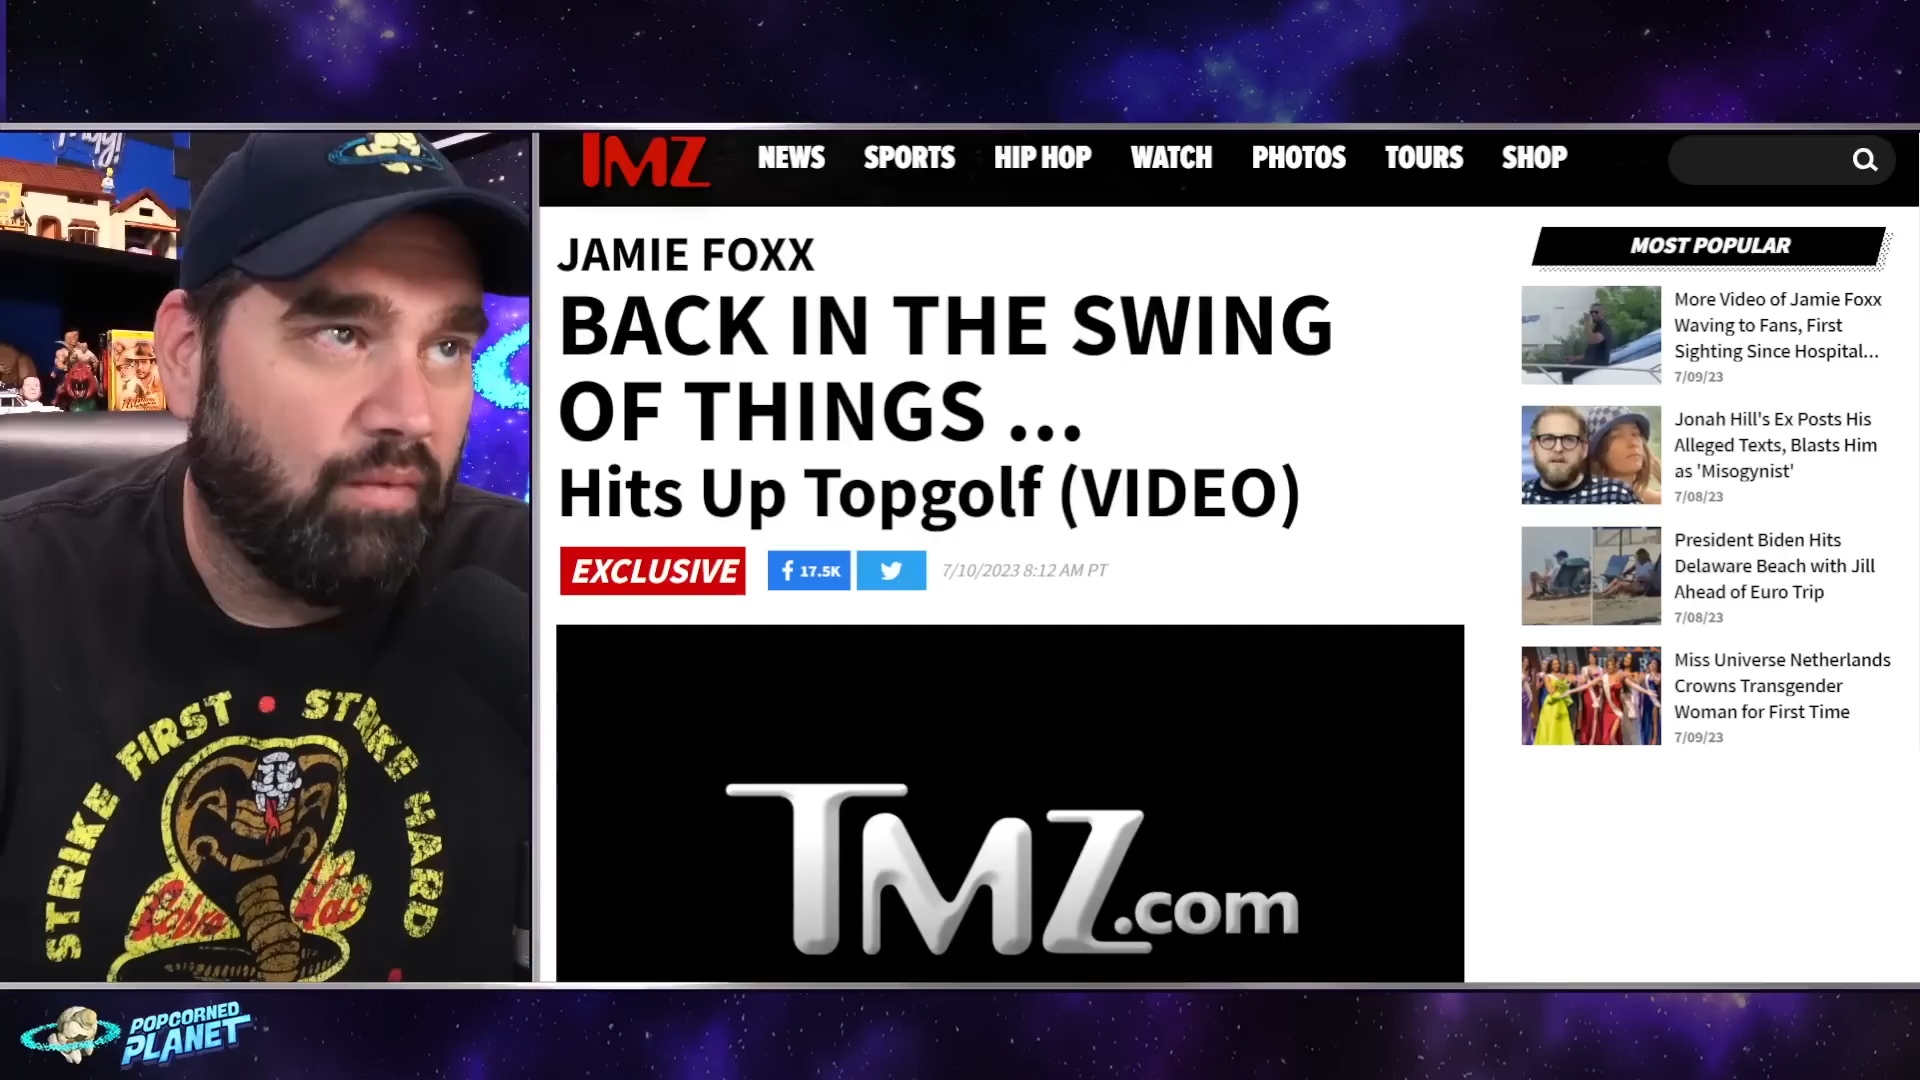 TMZ
NEWS SPORTS HIP HOP WATCH PHOTOS TOURS SHOP
JAMIE FOXX
BACK IN THE SWING
OF THINGS ...
Hits Up Topgolf (VIDEO)
EXCLUSIVE
17.5K
7/10/2023 8:12 AM PT
TMZ.com
MOST POPULAR
More Video of Jamie Foxx
Waving to Fans, First
Sighting Since Hospital...
7/09/23
Jonah Hill's Ex Posts His
Alleged Texts, Blasts Him
as 'Misogynist'
7/08/23
President Biden Hits
Delaware Beach with Jill
Ahead of Euro Trip
7/08/23
Miss Universe Netherlands
Crowns Transgender
Woman for First Time
7/09/23
STRIKE FIRST • STRIKE HARD
Cobra Kai
POPCORNED
PLANET